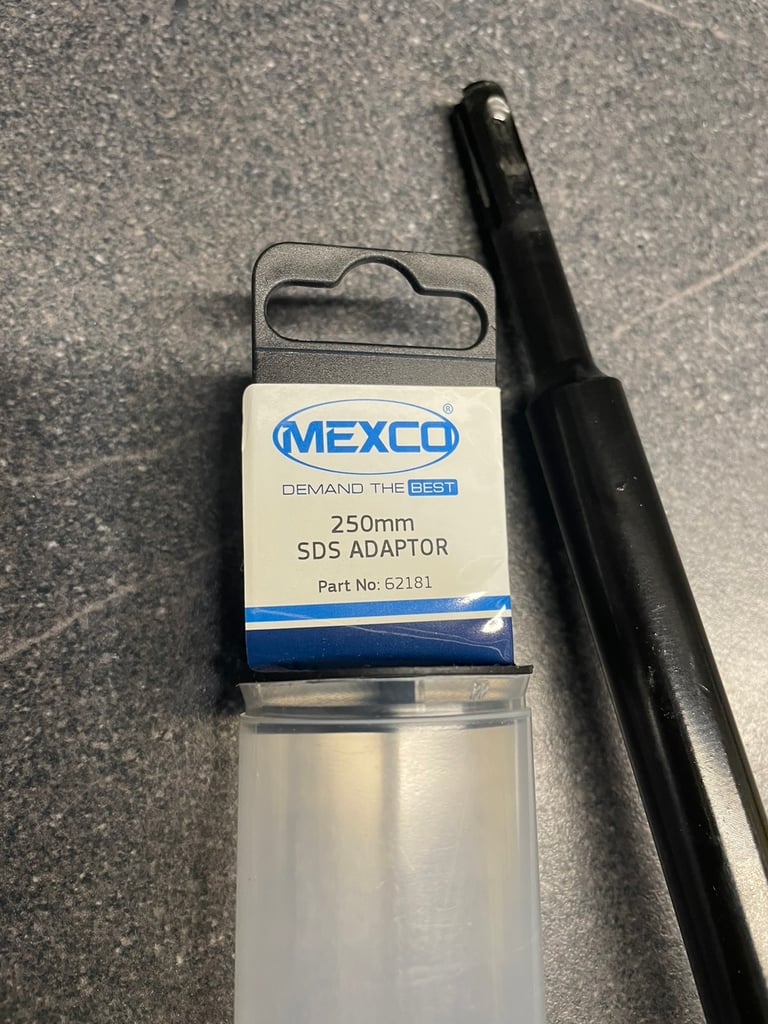 MEXCO®
DEMAND THE BEST
250mm
SDS ADAPTOR
Part No: 62181